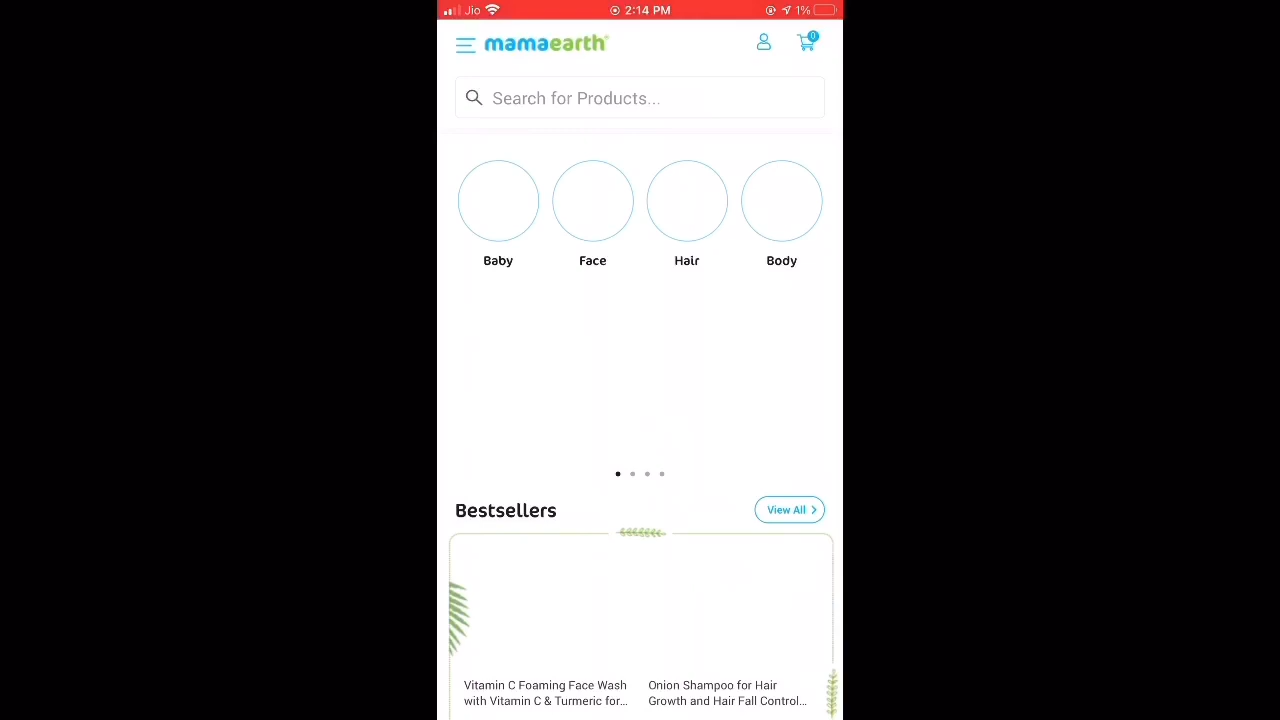 Jio 2:14 PM 1%
mamaearth® 0
Search for Products...
Baby Face Hair Body
Bestsellers View All
Vitamin C Foaming Face Wash
with Vitamin C & Turmeric for...
Onion Shampoo for Hair
Growth and Hair Fall Control...